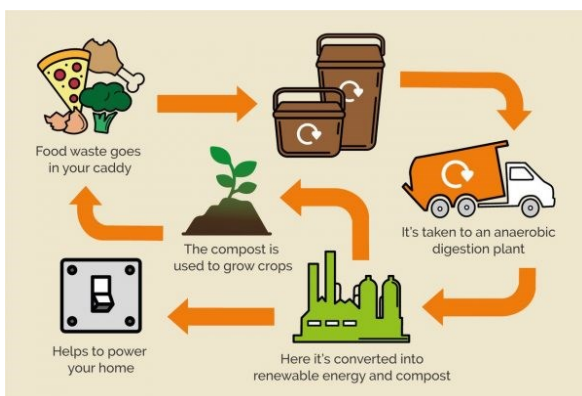 Food waste goes
in your caddy
It's taken to an anaerobic
digestion plant
The compost is
used to grow crops
Here it's converted into
renewable energy and compost
Helps to power
your home